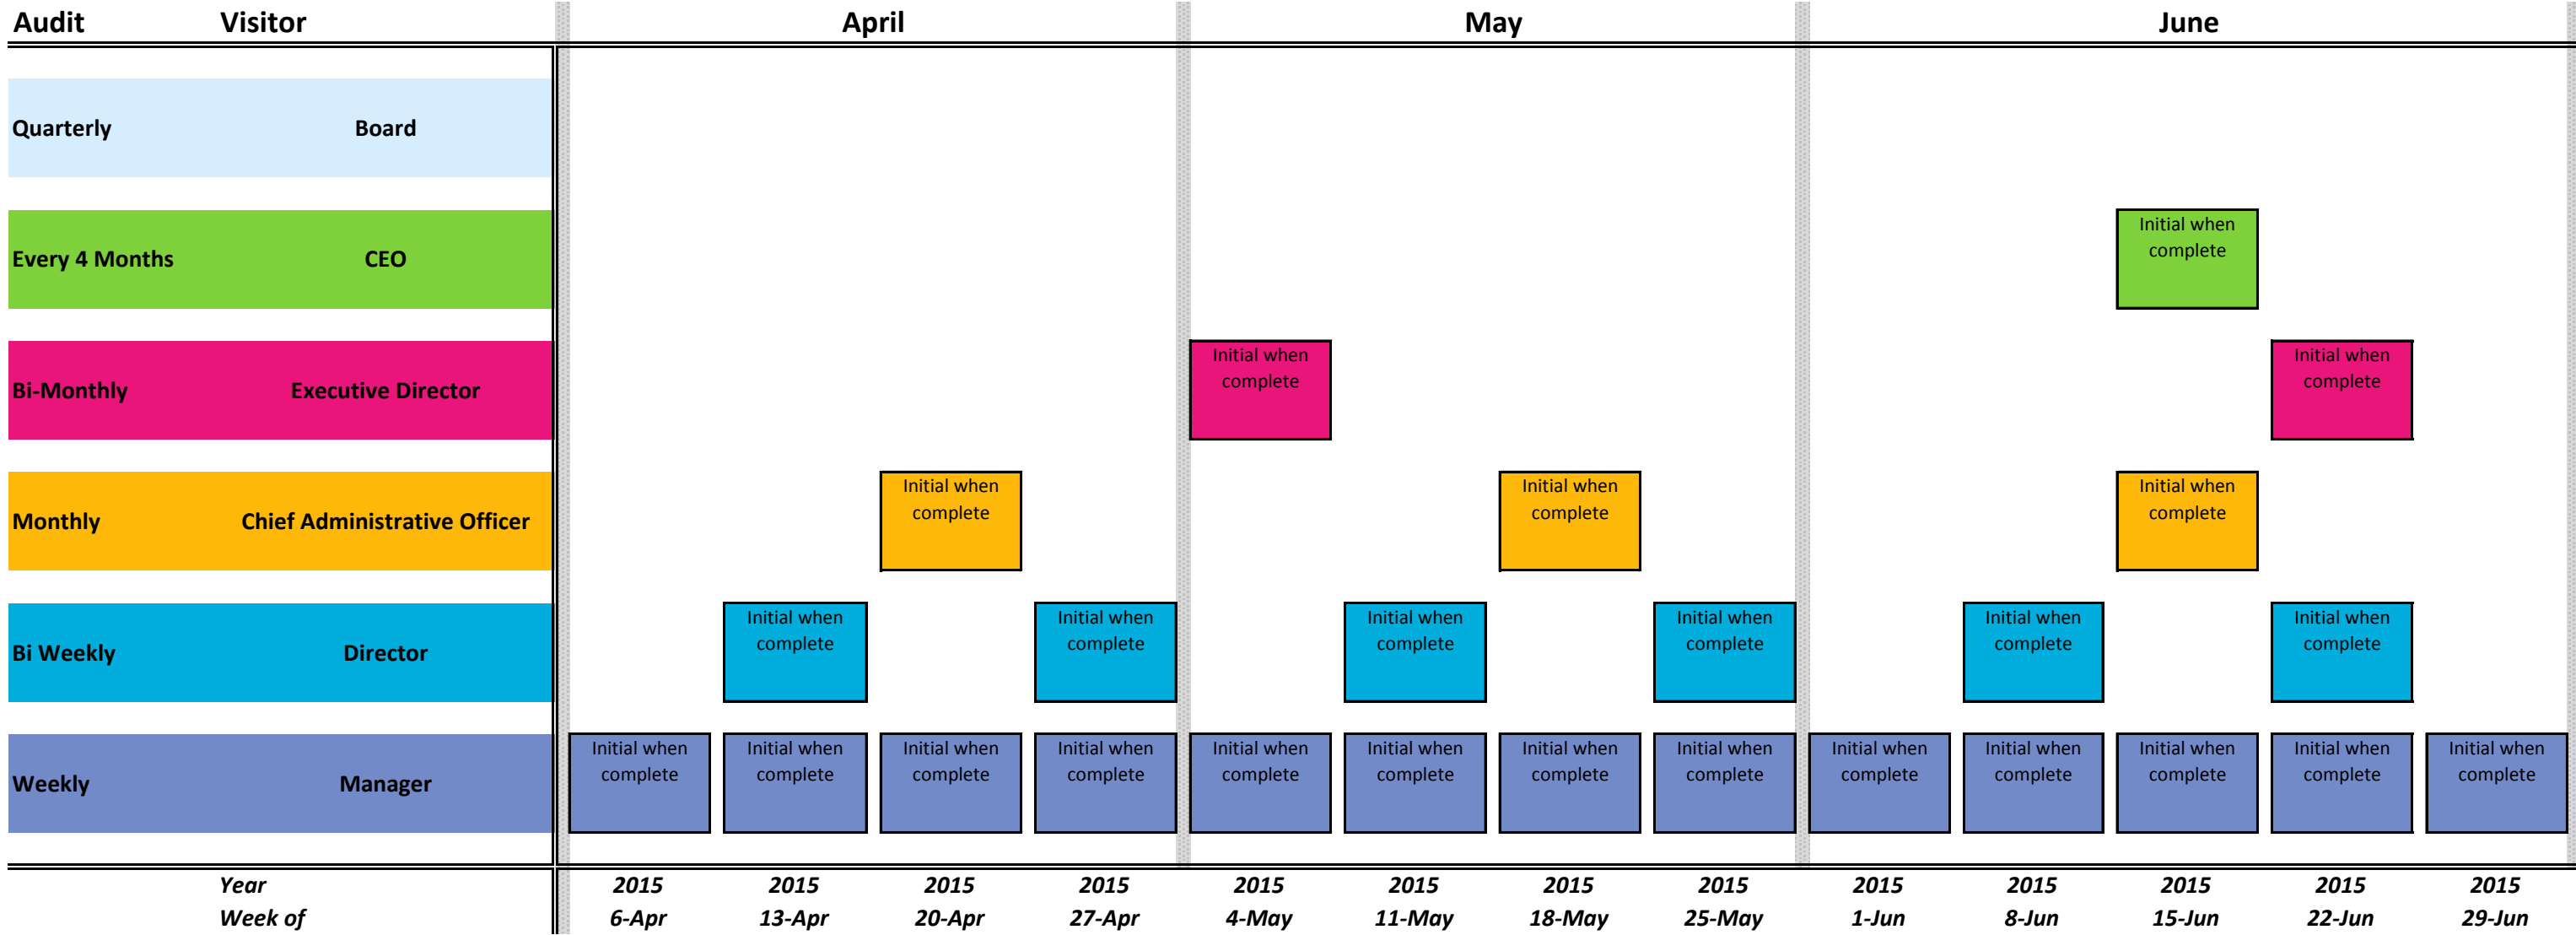 Audit Visitor April May June
Quarterly Board
Every 4 Months CEO
Initial when
complete
Bi-Monthly Executive Director
Initial when Initial when
complete complete
Monthly Chief Administrative Officer
Initial when Initial when Initial when
complete complete complete
Bi Weekly Director
Initial when Initial when Initial when Initial when Initial when Initial when
complete complete complete complete complete complete
Weekly Manager
Initial when Initial when Initial when Initial when Initial when Initial when Initial when Initial when Initial when Initial when Initial when Initial when Initial when
complete complete complete complete complete complete complete complete complete complete complete complete complete
Year 2015 2015 2015 2015 2015 2015 2015 2015 2015 2015 2015 2015 2015
Week of 6-Apr 13-Apr 20-Apr 27-Apr 4-May 11-May 18-May 25-May 1-Jun 8-Jun 15-Jun 22-Jun 29-Jun